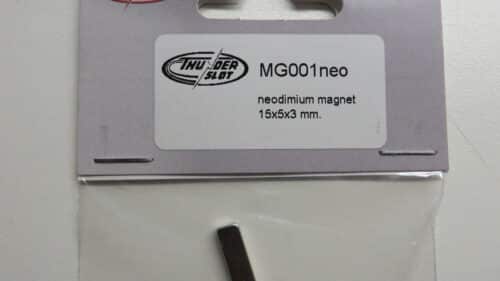 THUNDER
SLOT
MG001neo
neodimium magnet
15x5x3 mm.